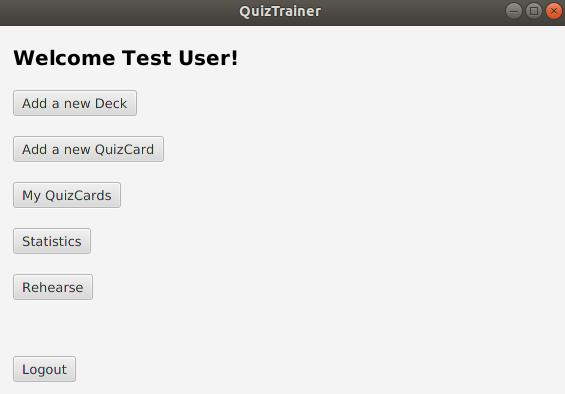 QuizTrainer
Welcome Test User!
Add a new Deck
Add a new QuizCard
My QuizCards
Statistics
Rehearse
Logout